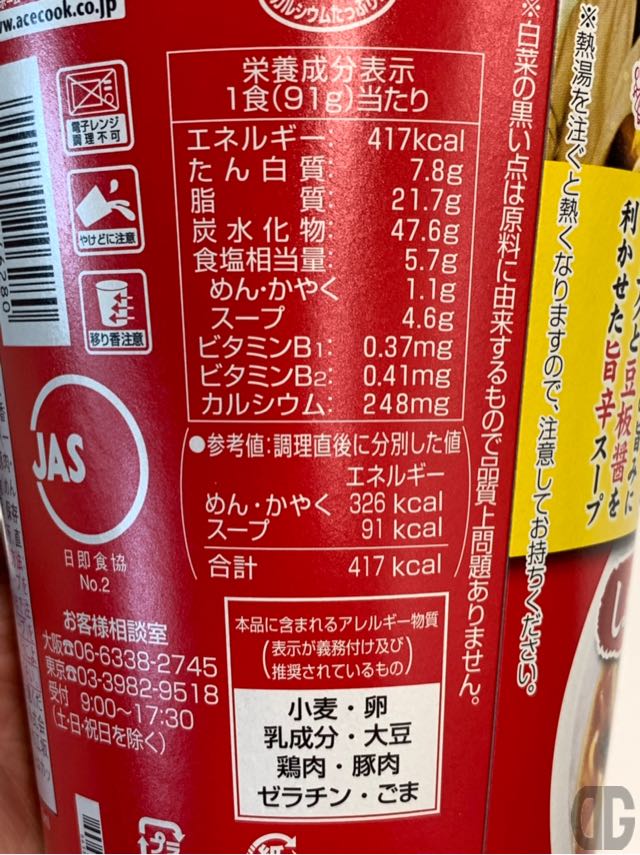 www.acecook.co.jp
カルシウムたっぷり
電子レンジ
調理不可
やけどに注意
移り香注意
JAS
日即食協
No.2
お客様相談室
大阪☎06-6338-2745
東京☎03-3982-9518
受付 9:00〜17:30
(土・日・祝日を除く)
栄養成分表示
1食(91g)当たり
エネルギー: 417kcal
たん白質: 7.8g
脂質: 21.7g
炭水化物: 47.6g
食塩相当量: 5.7g
めん・かやく 1.1g
スープ 4.6g
ビタミンB1: 0.37mg
ビタミンB2: 0.41mg
カルシウム: 248mg
●参考値:調理直後に分別した値
エネルギー
めん・かやく 326 kcal
スープ 91 kcal
合計 417 kcal
本品に含まれるアレルギー物質
(表示が義務付け及び
推奨されているもの)
小麦・卵
乳成分・大豆
鶏肉・豚肉
ゼラチン・ごま
プラ
紙
※白菜の黒い点は原料に由来するもので品質上問題ありません。
※熱湯を注ぐと熱くなりますので、注意してお持ちください。
豆板醤を
利かせた旨辛スープ
DG